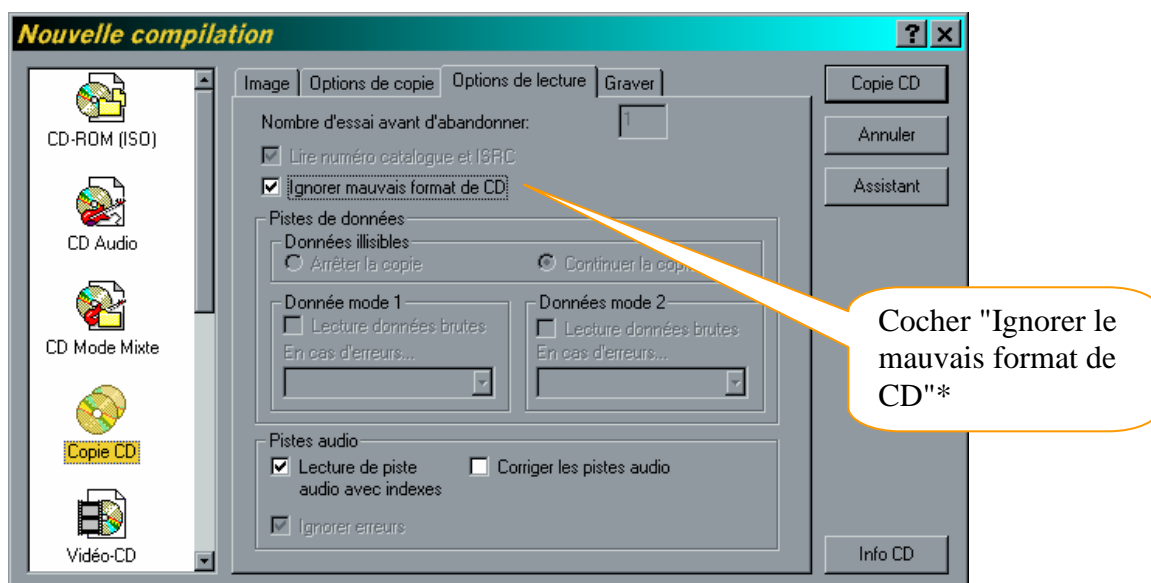 Nouvelle compilation
CD-ROM (ISO)
CD Audio
CD Mode Mixte
Copie CD
Vidéo-CD
Image
Options de copie
Options de lecture
Graver
Nombre d'essai avant d'abandonner:
1
Lire numéro catalogue et ISRC
Ignorer mauvais format de CD
Pistes de données
Données illisibles
Arrêter la copie
Continuer la copie
Donnée mode 1
Lecture données brutes
En cas d'erreurs...
Données mode 2
Lecture données brutes
En cas d'erreurs...
Pistes audio
Lecture de piste
audio avec indexes
Corriger les pistes audio
Ignorer erreurs
Copie CD
Annuler
Assistant
Info CD
Cocher "Ignorer le
mauvais format de
CD"*